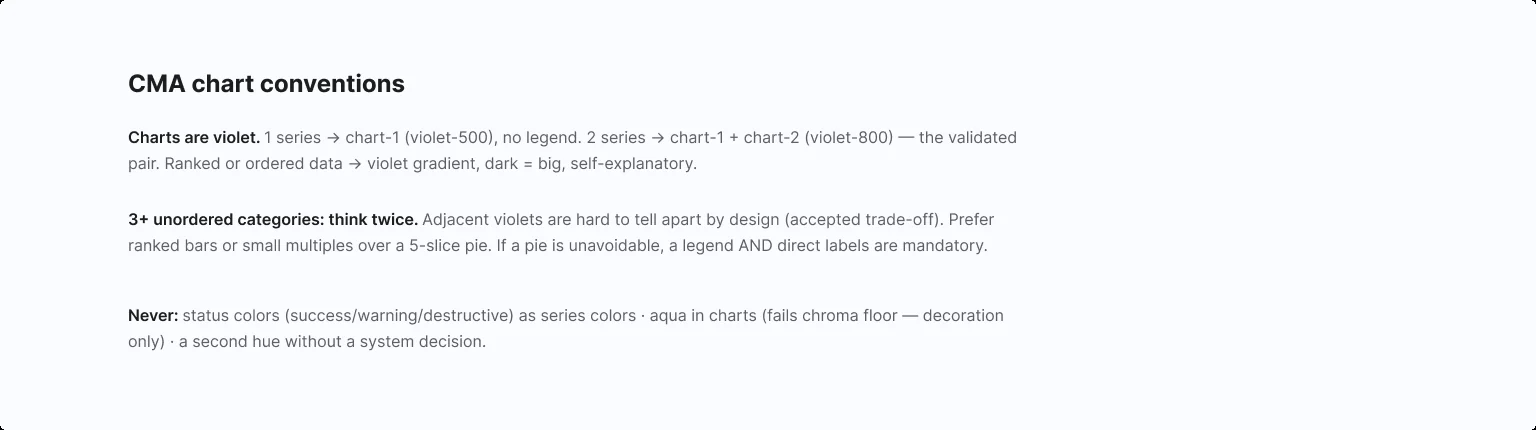 CMA chart conventions
Charts are violet. 1 series → chart-1 (violet-500), no legend. 2 series → chart-1 + chart-2 (violet-800) — the validated
pair. Ranked or ordered data → violet gradient, dark = big, self-explanatory.
3+ unordered categories: think twice. Adjacent violets are hard to tell apart by design (accepted trade-off). Prefer
ranked bars or small multiples over a 5-slice pie. If a pie is unavoidable, a legend AND direct labels are mandatory.
Never: status colors (success/warning/destructive) as series colors · aqua in charts (fails chroma floor — decoration
only) · a second hue without a system decision.